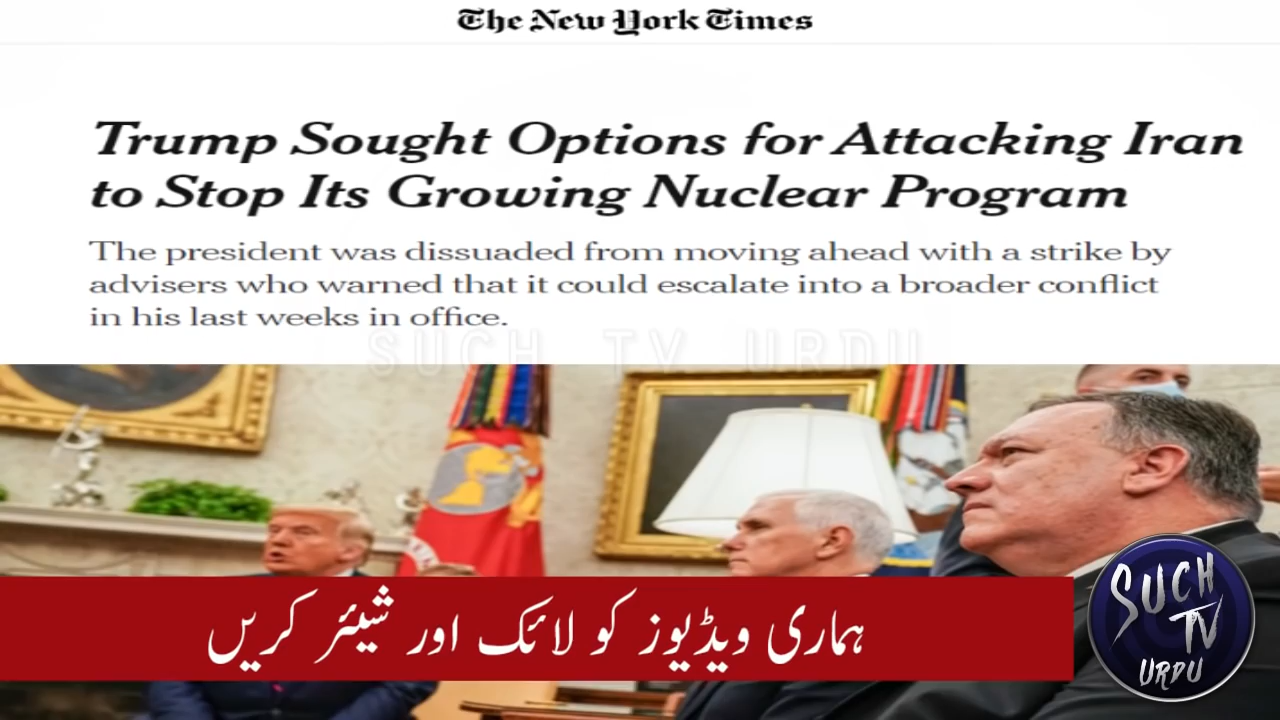 The New York Times
Trump Sought Options for Attacking Iran
to Stop Its Growing Nuclear Program
The president was dissuaded from moving ahead with a strike by
advisers who warned that it could escalate into a broader conflict
in his last weeks in office.
SUCH TV URDU
ہماری ویڈیوز کو لائک اور شیئر کریں
SUCH
TV
URDU